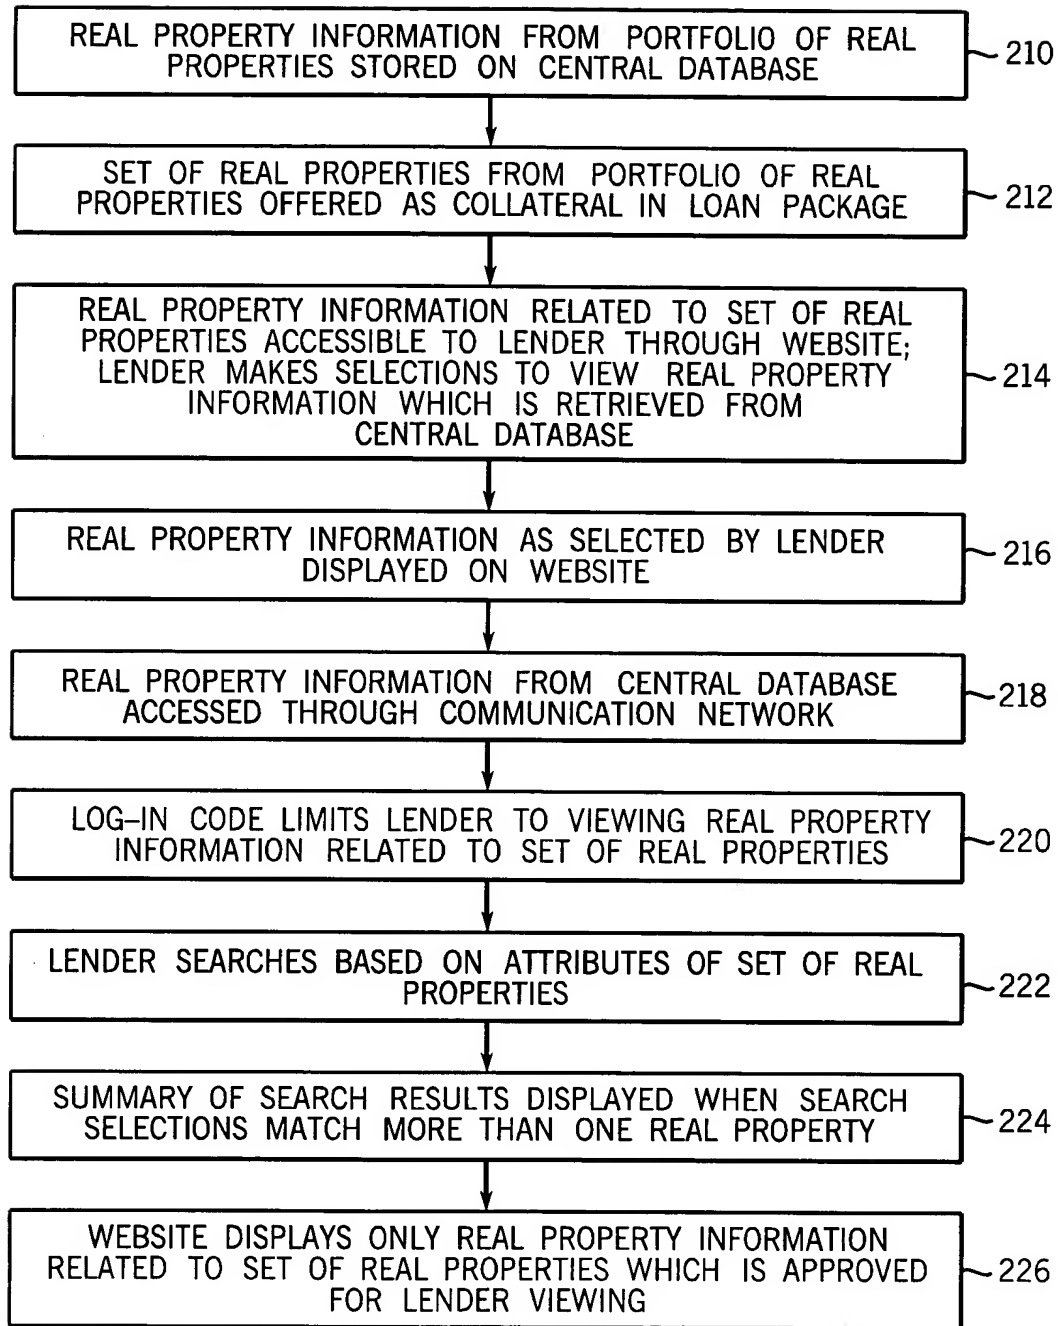 REAL PROPERTY INFORMATION FROM PORTFOLIO OF REAL
PROPERTIES STORED ON CENTRAL DATABASE
210
SET OF REAL PROPERTIES FROM PORTFOLIO OF REAL
PROPERTIES OFFERED AS COLLATERAL IN LOAN PACKAGE
212
REAL PROPERTY INFORMATION RELATED TO SET OF REAL
PROPERTIES ACCESSIBLE TO LENDER THROUGH WEBSITE;
LENDER MAKES SELECTIONS TO VIEW REAL PROPERTY
INFORMATION WHICH IS RETRIEVED FROM
CENTRAL DATABASE
214
REAL PROPERTY INFORMATION AS SELECTED BY LENDER
DISPLAYED ON WEBSITE
216
REAL PROPERTY INFORMATION FROM CENTRAL DATABASE
ACCESSED THROUGH COMMUNICATION NETWORK
218
LOG-IN CODE LIMITS LENDER TO VIEWING REAL PROPERTY
INFORMATION RELATED TO SET OF REAL PROPERTIES
220
LENDER SEARCHES BASED ON ATTRIBUTES OF SET OF REAL
PROPERTIES
222
SUMMARY OF SEARCH RESULTS DISPLAYED WHEN SEARCH
SELECTIONS MATCH MORE THAN ONE REAL PROPERTY
224
WEBSITE DISPLAYS ONLY REAL PROPERTY INFORMATION
RELATED TO SET OF REAL PROPERTIES WHICH IS APPROVED
FOR LENDER VIEWING
226